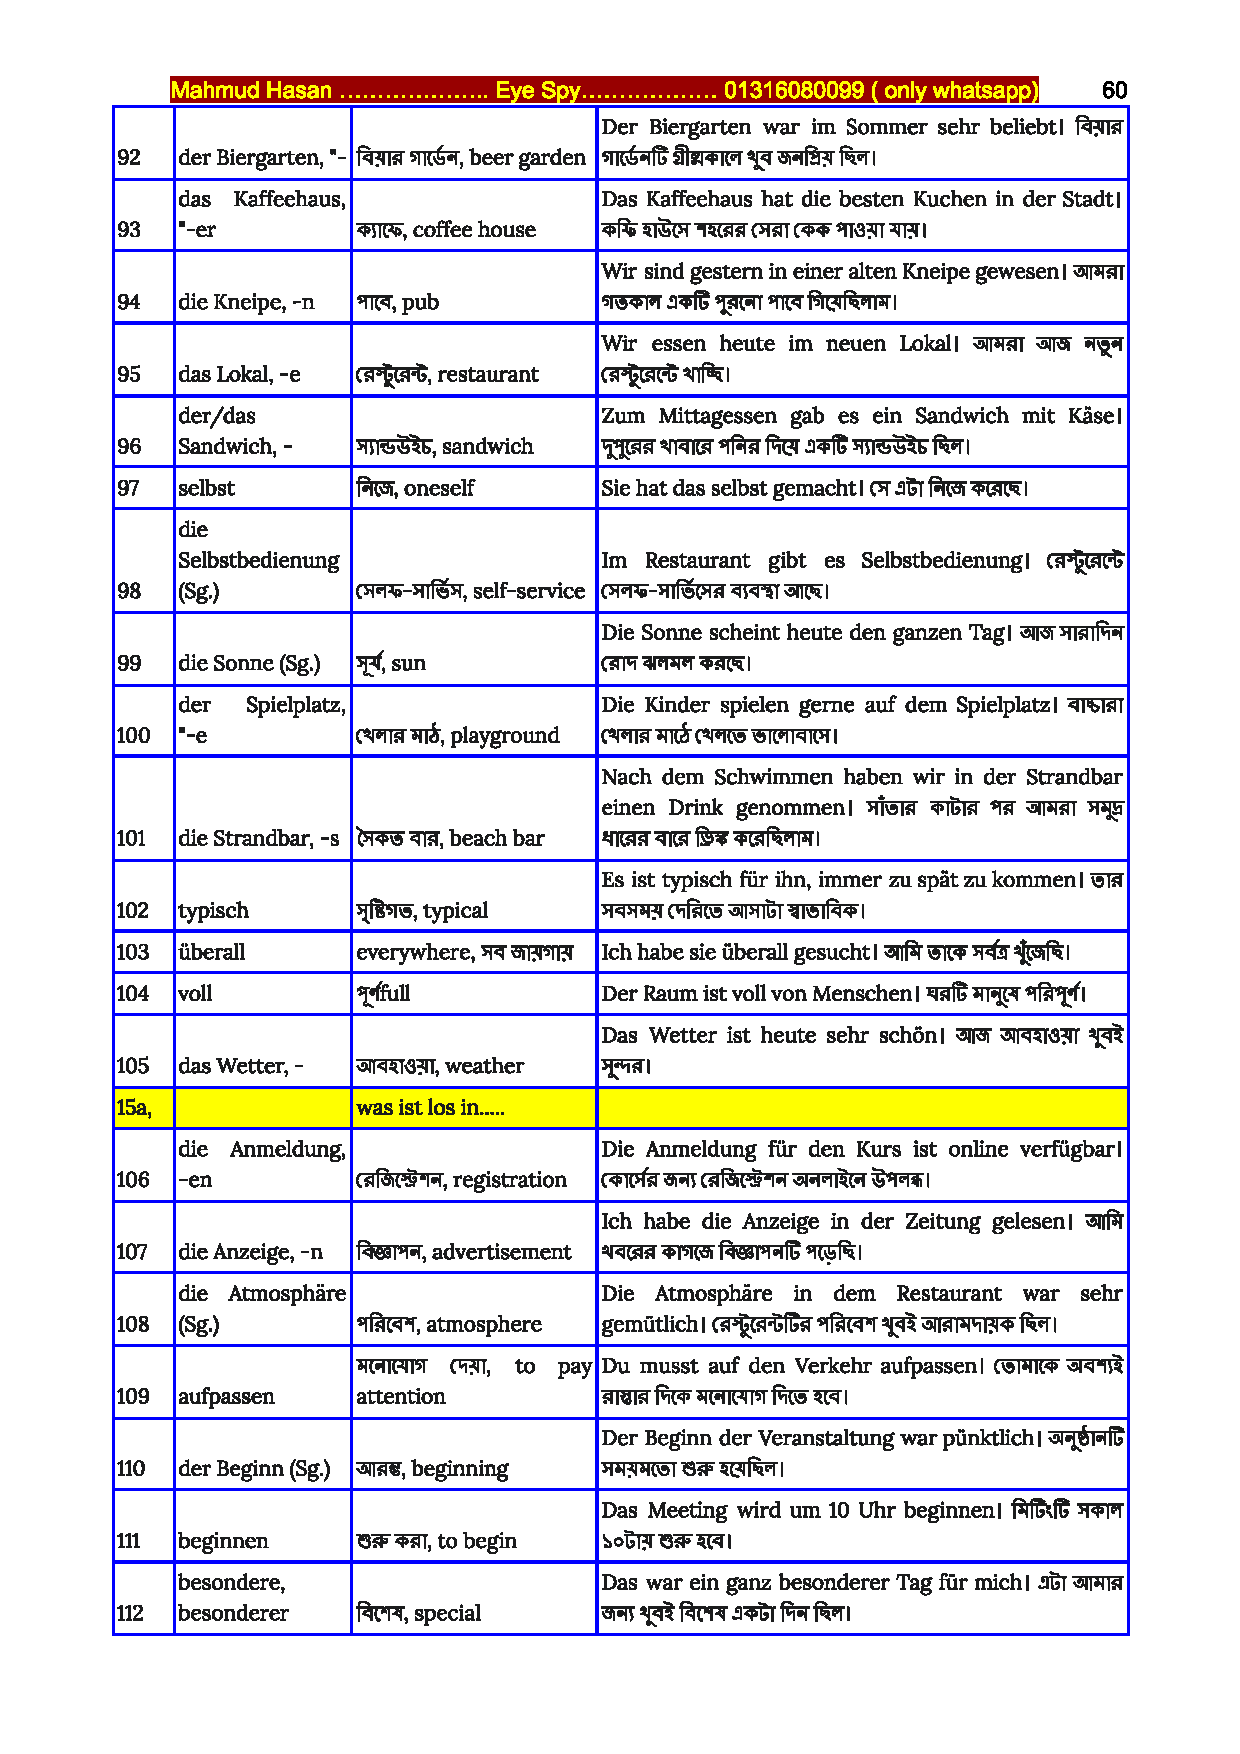 Mahmud Hasan ……………….. Eye Spy……………… 01316080099 ( only whatsapp) 60
Der Biergarten war im Sommer sehr beliebt। বিয়ার
92 der Biergarten, "- বিয়ার গার্ডেন, beer garden গার্ডেনটি গ্রীষ্মকালে খুব জনপ্রিয় ছিল।
das Kaffeehaus, Das Kaffeehaus hat die besten Kuchen in der Stadt।
93 "-er ক্যাফে, coffee house কফি হাউসে শহরের সেরা কেক পাওয়া যায়।
Wir sind gestern in einer alten Kneipe gewesen। আমরা
94 die Kneipe, -n পাবে, pub গতকাল একটি পুরনো পাবে গিয়েছিলাম।
Wir essen heute im neuen Lokal। আমরা আজ নতুন
95 das Lokal, -e রেস্টুরেন্ট, restaurant রেস্টুরেন্টে খাচ্ছি।
der/das Zum Mittagessen gab es ein Sandwich mit Käse।
96 Sandwich, - স্যান্ডউইচ, sandwich দুপুরের খাবারে পনির দিয়ে একটি স্যান্ডউইচ ছিল।
97 selbst নিজে, oneself Sie hat das selbst gemacht। সে এটা নিজে করেছে।
die
Selbstbedienung Im Restaurant gibt es Selbstbedienung। রেস্টুরেন্টে
98 (Sg.) সেলফ-সার্ভিস, self-service সেলফ-সার্ভিসের ব্যবস্থা আছে।
Die Sonne scheint heute den ganzen Tag। আজ সারাদিন
99 die Sonne (Sg.) সূর্য, sun রোদ ঝলমল করছে।
der Spielplatz, Die Kinder spielen gerne auf dem Spielplatz। বাচ্চারা
100 "-e খেলার মাঠ, playground খেলার মাঠে খেলতে ভালোবাসে।
Nach dem Schwimmen haben wir in der Strandbar
einen Drink genommen। সাঁতার কাটার পর আমরা সমুদ্র
101 die Strandbar, -s সৈকত বার, beach bar ধারের বারে ড্রিঙ্ক করেছিলাম।
Es ist typisch für ihn, immer zu spät zu kommen। তার
102 typisch সৃষ্টিগত, typical সবসময় দেরিতে আসাটা স্বাভাবিক।
103 überall everywhere, সব জায়গায় Ich habe sie überall gesucht। আমি তাকে সর্বত্র খুঁজেছি।
104 voll পূর্ণfull Der Raum ist voll von Menschen। ঘরটি মানুষে পরিপূর্ণ।
Das Wetter ist heute sehr schön। আজ আবহাওয়া খুবই
105 das Wetter, - আবহাওয়া, weather সুন্দর।
15a, was ist los in.....
die Anmeldung, Die Anmeldung für den Kurs ist online verfügbar।
106 -en রেজিস্ট্রেশন, registration কোর্সের জন্য রেজিস্ট্রেশন অনলাইনে উপলব্ধ।
Ich habe die Anzeige in der Zeitung gelesen। আমি
107 die Anzeige, -n বিজ্ঞাপন, advertisement খবরের কাগজে বিজ্ঞাপনটি পড়েছি।
die Atmosphäre Die Atmosphäre in dem Restaurant war sehr
108 (Sg.) পরিবেশ, atmosphere gemütlich। রেস্টুরেন্টটির পরিবেশ খুবই আরামদায়ক ছিল।
মনোযোগ দেয়া, to pay Du musst auf den Verkehr aufpassen। তোমাকে অবশ্যই
109 aufpassen attention রাস্তার দিকে মনোযোগ দিতে হবে।
Der Beginn der Veranstaltung war pünktlich। অনুষ্ঠানটি
110 der Beginn (Sg.) আরম্ভ, beginning সময়মতো শুরু হয়েছিল।
Das Meeting wird um 10 Uhr beginnen। মিটিংটি সকাল
111 beginnen শুরু করা, to begin ১০টায় শুরু হবে।
besondere, Das war ein ganz besonderer Tag für mich। এটা আমার
112 besonderer বিশেষ, special জন্য খুবই বিশেষ একটা দিন ছিল।